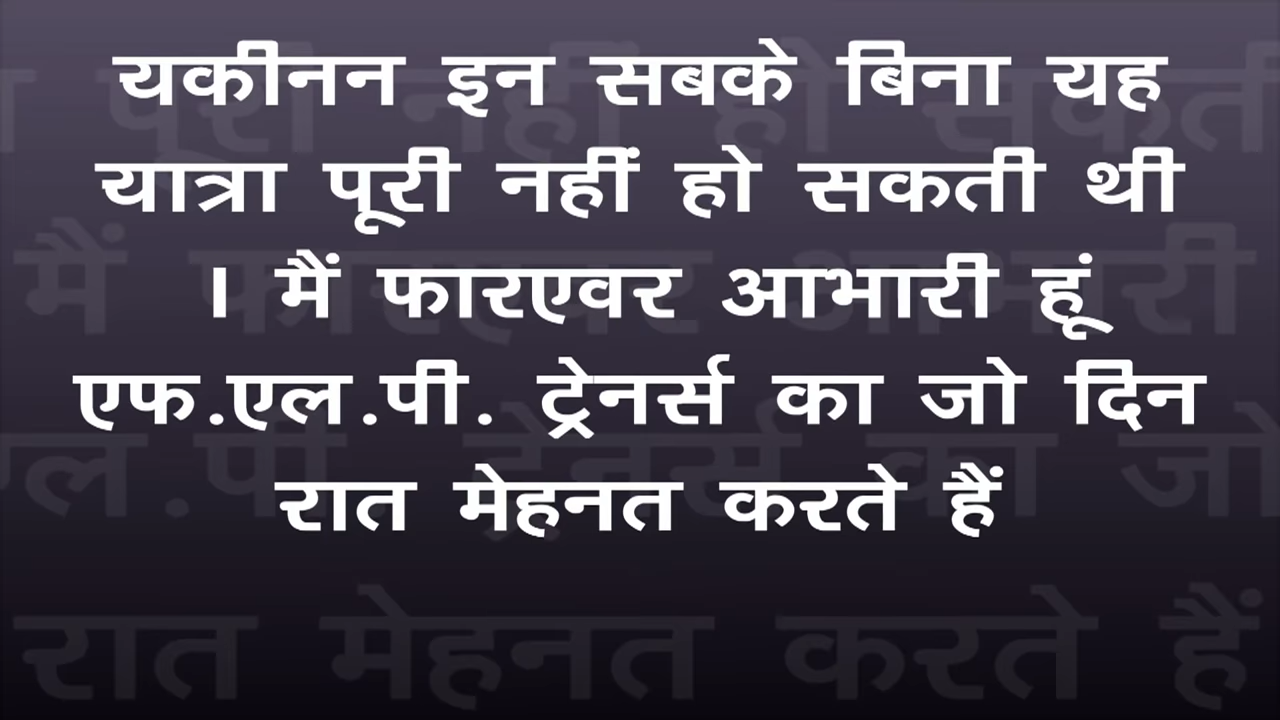 यकीनन इन सबके बिना यह
यात्रा पूरी नहीं हो सकती थी
। मैं फारएवर आभारी हूं
एफ.एल.पी. ट्रेनर्स का जो दिन
रात मेहनत करते हैं